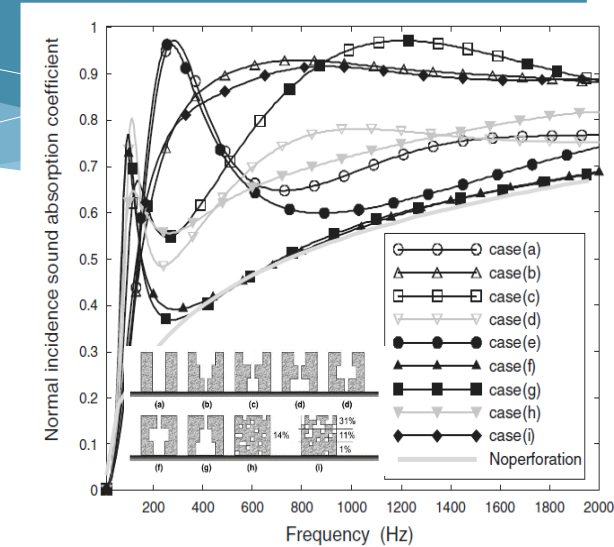 Normal incidence sound absorption coefficient
1
0.9
0.8
0.7
0.6
0.5
0.4
0.3
0.2
0.1
0
200 400 600 800 1000 1200 1400 1600 1800 2000
Frequency (Hz)
case(a)
case(b)
case(c)
case(d)
case(e)
case(f)
case(g)
case(h)
case(i)
Noperforation
(a) (b) (c) (d) (d)
14%
31%
11%
1%
(f) (g) (h) (i)